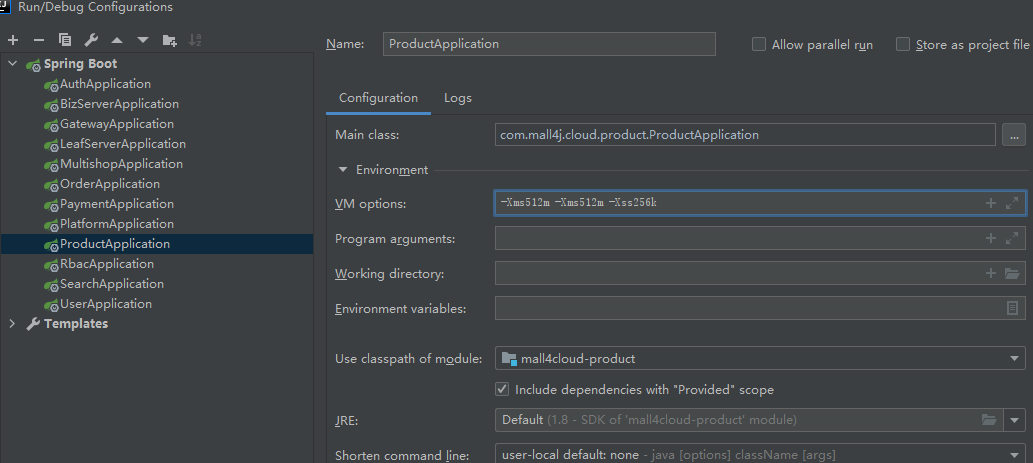 Run/Debug Configurations
Name: ProductApplication
Allow parallel run
Store as project file
Spring Boot
AuthApplication
BizServerApplication
GatewayApplication
LeafServerApplication
MultishopApplication
OrderApplication
PaymentApplication
PlatformApplication
ProductApplication
RbacApplication
SearchApplication
UserApplication
Templates
Configuration Logs
Main class: com.mall4j.cloud.product.ProductApplication ...
Environment
VM options: -Xms512m -Xms512m -Xss256k
Program arguments:
Working directory:
Environment variables:
Use classpath of module: mall4cloud-product
Include dependencies with "Provided" scope
JRE: Default (1.8 - SDK of 'mall4cloud-product' module)
Shorten command line: user-local default: none - java [options] className [args]